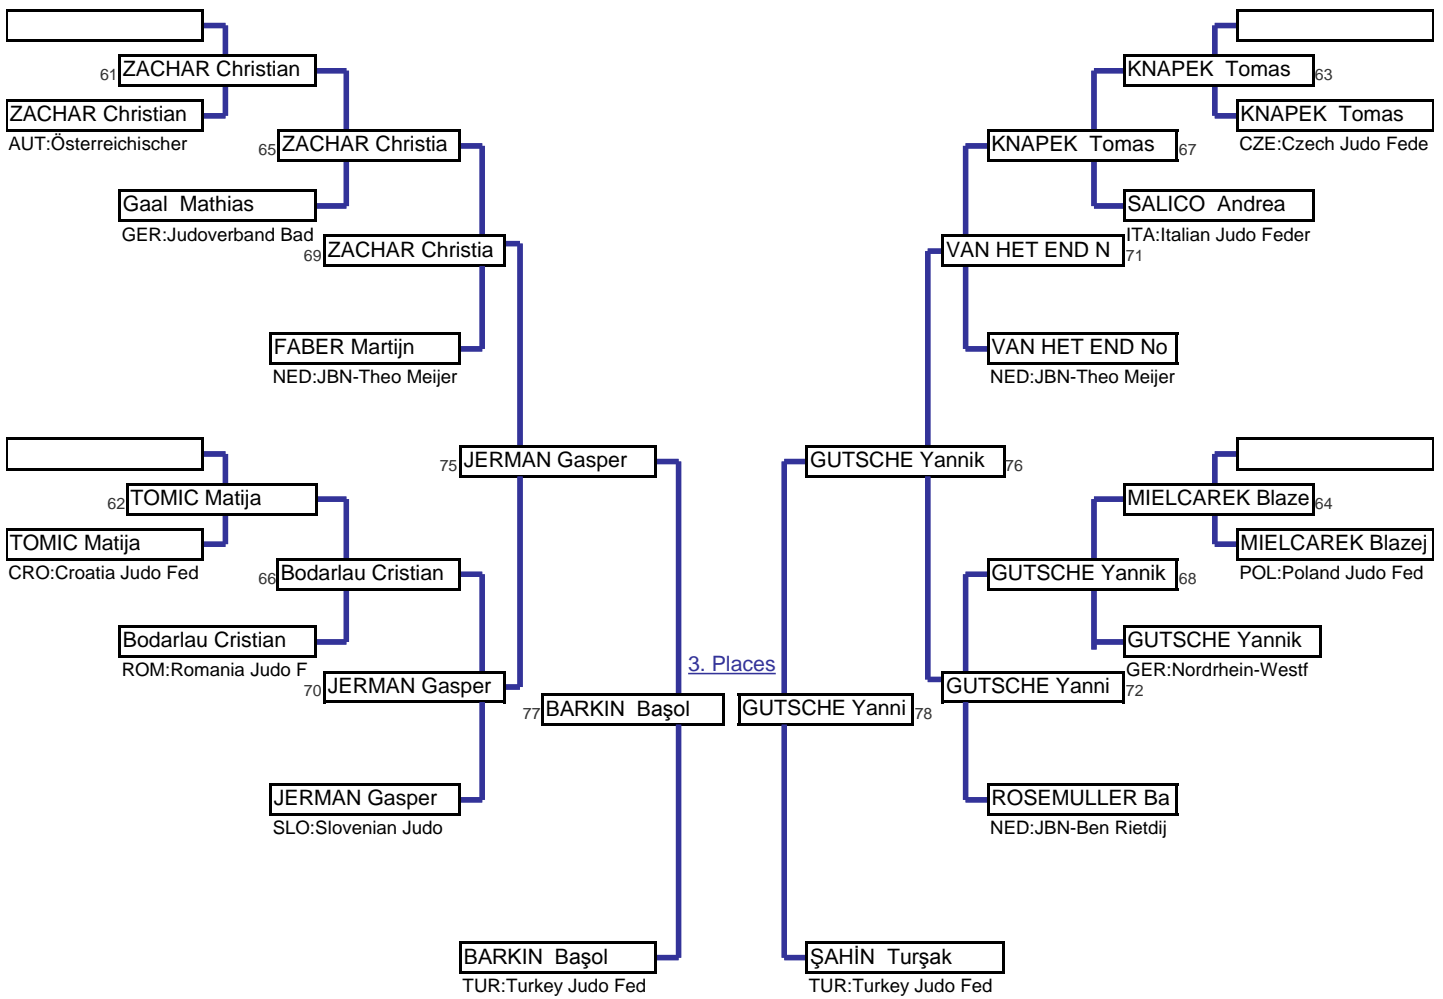 61
ZACHAR Christian
ZACHAR Christian
AUT:Österreichischer
65
ZACHAR Christia
Gaal  Mathias
GER:Judoverband Bad
69
ZACHAR Christia
FABER Martijn
NED:JBN-Theo Meijer
75
JERMAN Gasper
62
TOMIC Matija
TOMIC Matija
CRO:Croatia Judo Fed
66
Bodarlau Cristian
Bodarlau Cristian
ROM:Romania Judo F
70
JERMAN Gasper
JERMAN Gasper
SLO:Slovenian Judo
77
BARKIN  Başol
BARKIN  Başol
TUR:Turkey Judo Fed
3. Places
KNAPEK  Tomas
63
KNAPEK  Tomas
CZE:Czech Judo Fede
KNAPEK  Tomas
67
SALICO  Andrea
ITA:Italian Judo Feder
VAN HET END N
71
VAN HET END No
NED:JBN-Theo Meijer
GUTSCHE Yannik
76
MIELCAREK Blaze
64
MIELCAREK Blazej
POL:Poland Judo Fed
GUTSCHE Yannik
68
GUTSCHE Yannik
GER:Nordrhein-Westf
GUTSCHE Yanni
72
GUTSCHE Yanni
78
ROSEMULLER Ba
NED:JBN-Ben Rietdij
ŞAHİN  Turşak
TUR:Turkey Judo Fed